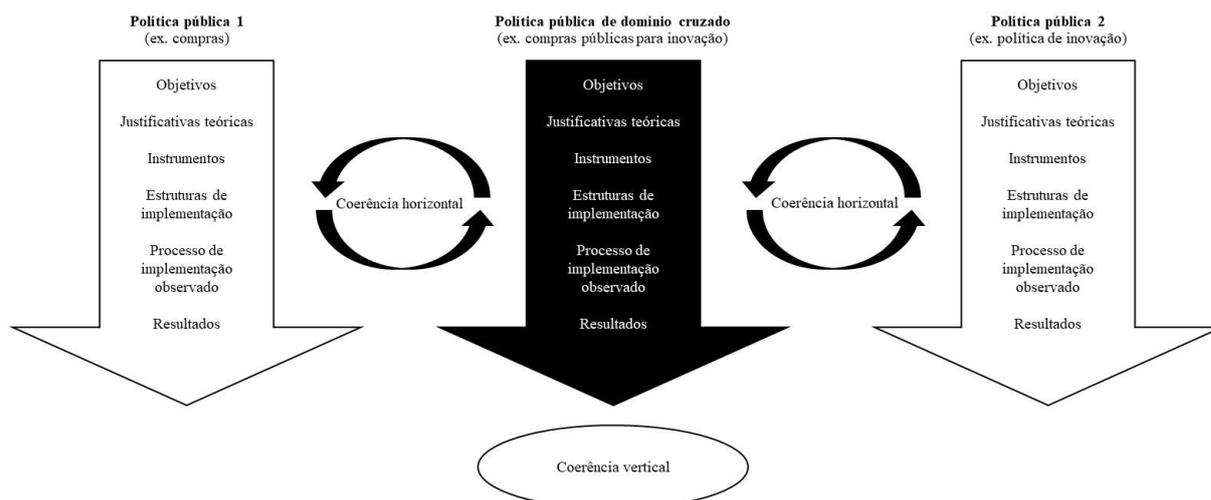 Política pública 1
(ex. compras)
Objetivos
Justificativas teóricas
Instrumentos
Estruturas de
implementação
Processo de
implementação
observado
Resultados
Coerência horizontal
Política pública de domínio cruzado
(ex. compras públicas para inovação)
Objetivos
Justificativas teóricas
Instrumentos
Estruturas de
implementação
Processo de
implementação
observado
Resultados
Coerência horizontal
Política pública 2
(ex. política de inovação)
Objetivos
Justificativas teóricas
Instrumentos
Estruturas de
implementação
Processo de
implementação
observado
Resultados
Coerência vertical